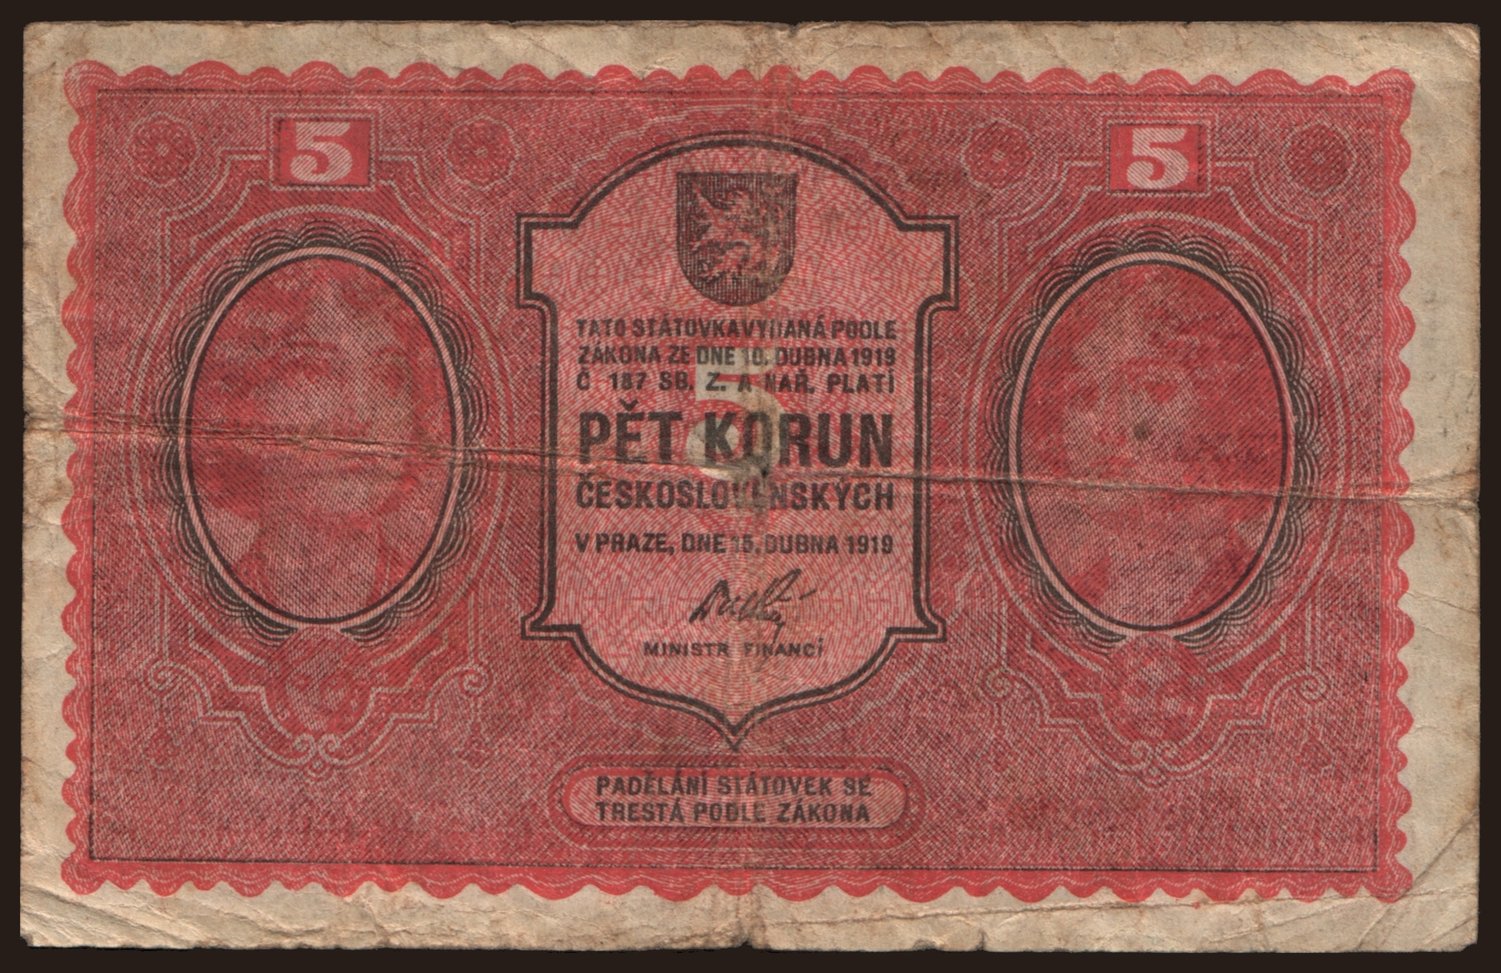 5 5
TATO STÁTOVKA VYDANÁ PODLE
ZÁKONA ZE DNE 10. DUBNA 1919
Č 187 SB. Z. A NAŘ. PLATÍ
5
PĚT KORUN
ČESKOSLOVENSKÝCH
V PRAZE, DNE 15. DUBNA 1919
MINISTR FINANCÍ
PADĚLÁNÍ STÁTOVEK SE
TRESTÁ PODLE ZÁKONA